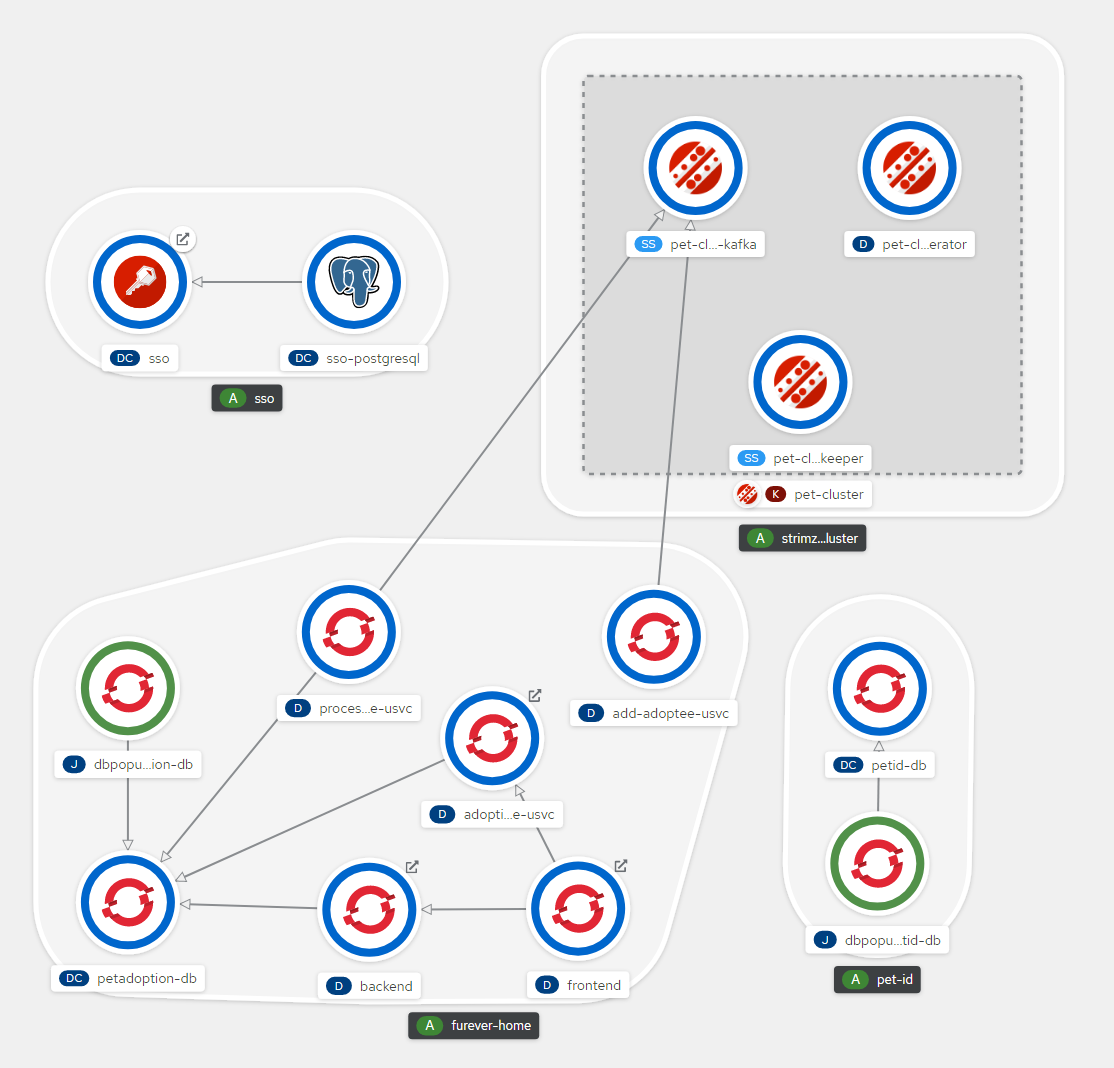 SS pet-cl...-kafka
D pet-cl...erator
DC sso
DC sso-postgresql
A sso
SS pet-cl...keeper
K pet-cluster
A strimz...luster
D proces...e-usvc
D add-adoptee-usvc
J dbpopu...ion-db
DC petid-db
D adopti...e-usvc
J dbpopu...tid-db
DC petadoption-db
D backend
D frontend
A pet-id
A furever-home